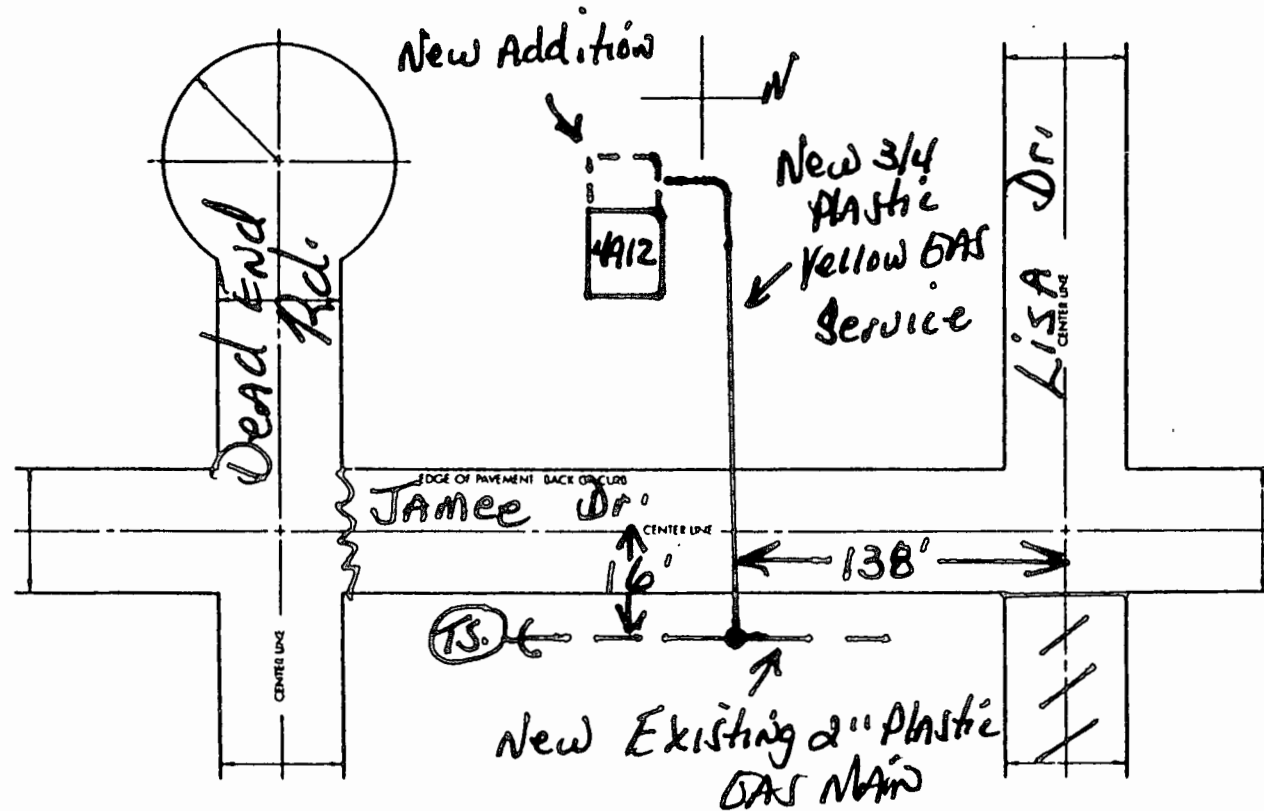 New Addition
N
New 3/4
Plastic
Yellow GAS
Service
4912
Dead End
Rd.
LISA Dr.
CENTER LINE
EDGE OF PAVEMENT BACK OF CURB
JAMEE Dr.
CENTER LINE
16'
138'
T.S.
CENTER LINE
New Existing 2" Plastic
GAS MAIN